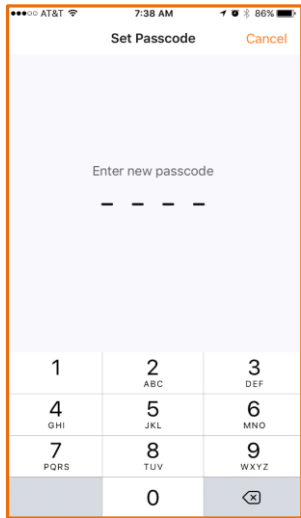 AT&T 7:38 AM 86%
Set Passcode Cancel
Enter new passcode
1 2 3
ABC DEF
4 5 6
GHI JKL MNO
7 8 9
PQRS TUV WXYZ
0